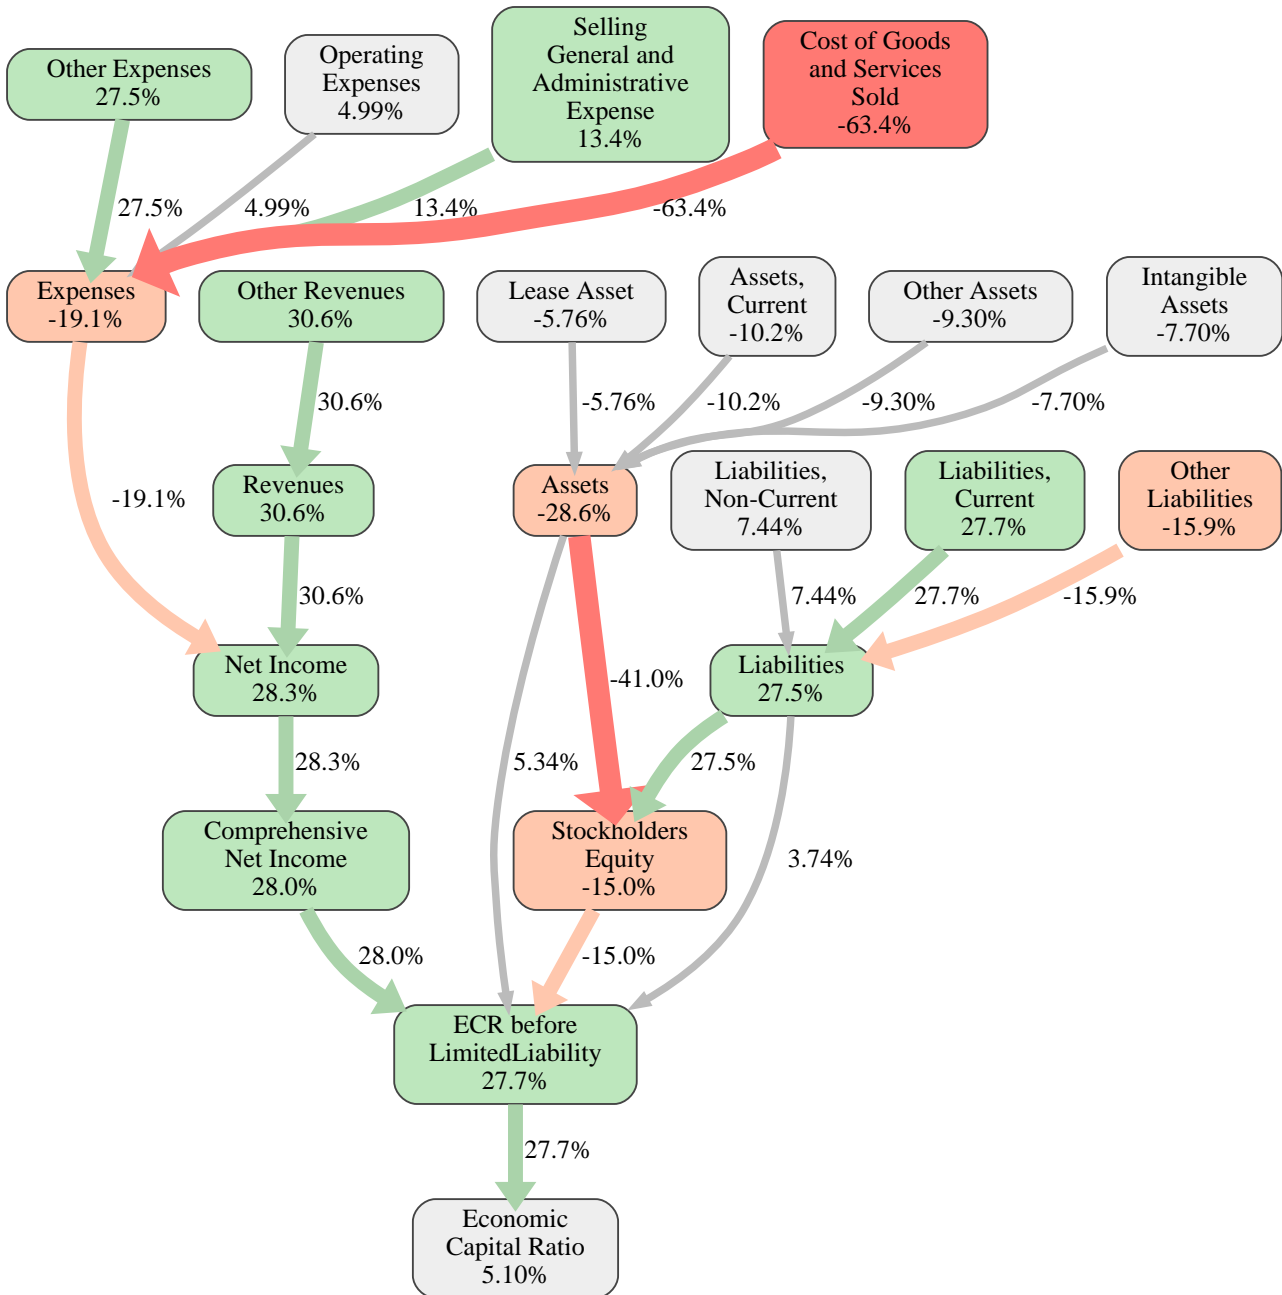 Other Expenses
27.5%
Operating
Expenses
4.99%
Selling
General and
Administrative
Expense
13.4%
Cost of Goods
and Services
Sold
-63.4%
27.5%
4.99%
13.4%
-63.4%
Expenses
-19.1%
Other Revenues
30.6%
Lease Asset
-5.76%
Assets,
Current
-10.2%
Other Assets
-9.30%
Intangible
Assets
-7.70%
30.6%
-5.76%
-10.2%
-9.30%
-7.70%
-19.1%
Revenues
30.6%
Assets
-28.6%
Liabilities,
Non-Current
7.44%
Liabilities,
Current
27.7%
Other
Liabilities
-15.9%
30.6%
7.44%
27.7%
-15.9%
Net Income
28.3%
-41.0%
Liabilities
27.5%
28.3%
5.34%
27.5%
Comprehensive
Net Income
28.0%
Stockholders
Equity
-15.0%
3.74%
28.0%
-15.0%
ECR before
LimitedLiability
27.7%
27.7%
Economic
Capital Ratio
5.10%